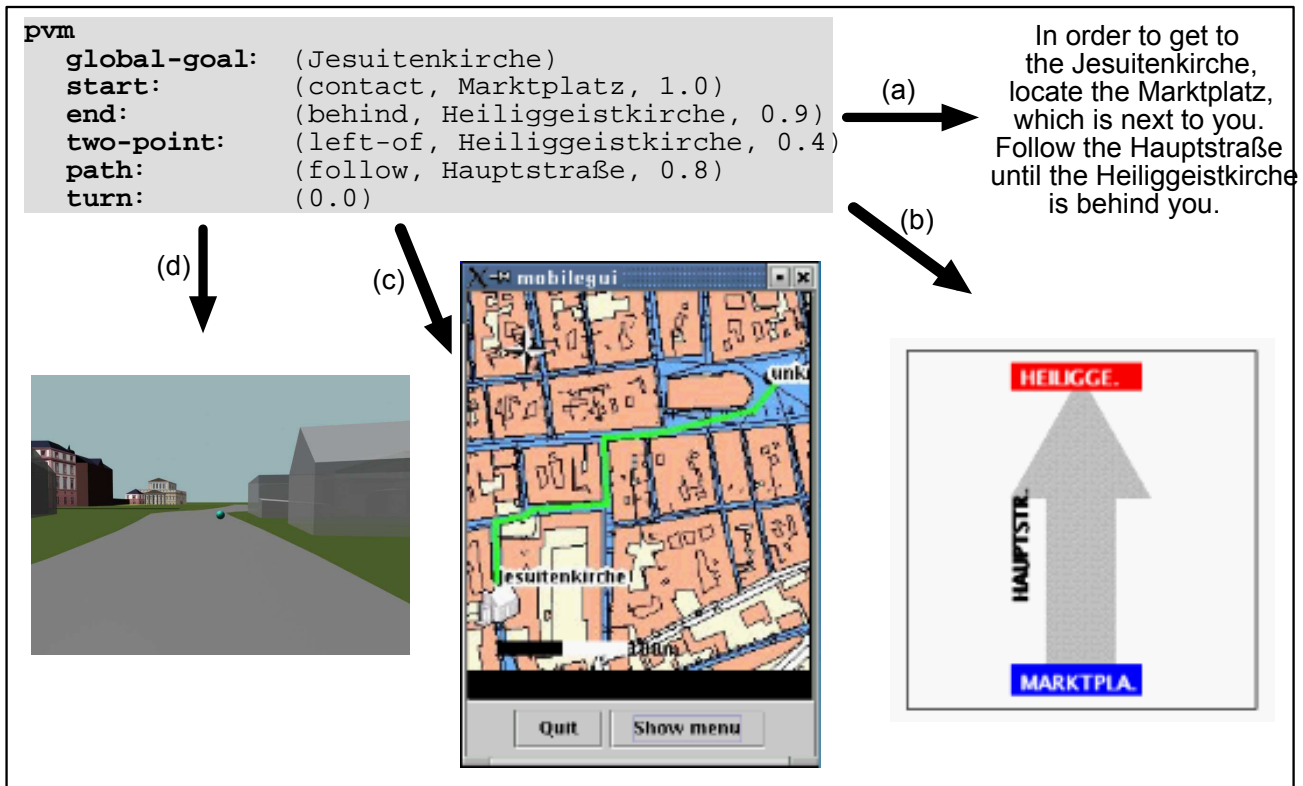 pvm
global-goal: (Jesuitenkirche)
start: (contact, Marktplatz, 1.0)
end: (behind, Heiliggeistkirche, 0.9)
two-point: (left-of, Heiliggeistkirche, 0.4)
path: (follow, Hauptstraße, 0.8)
turn: (0.0)
(a)
In order to get to
the Jesuitenkirche,
locate the Marktplatz,
which is next to you.
Follow the Hauptstraße
until the Heiliggeistkirche
is behind you.
(b)
(c)
(d)
mobilegui
unk
Jesuitenkirche
100m
Quit
Show menu
HEILIGGE.
HAUPTSTR.
MARKTPLA.